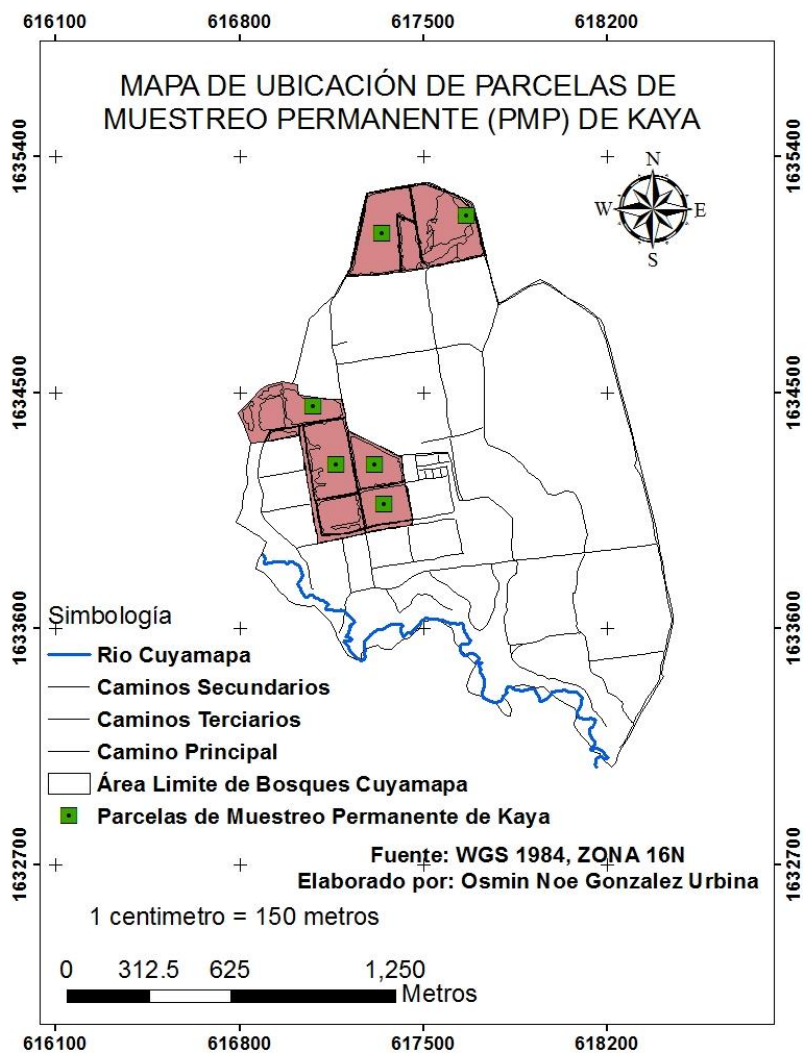 616100 616800 617500 618200
MAPA DE UBICACIÓN DE PARCELAS DE
MUESTREO PERMANENTE (PMP) DE KAYA
1635400 1635400
N
W E
S
1634500 1634500
1633600 1633600
Simbología
Rio Cuyamapa
Caminos Secundarios
Caminos Terciarios
Camino Principal
Área Limite de Bosques Cuyamapa
Parcelas de Muestreo Permanente de Kaya
1632700 1632700
Fuente: WGS 1984, ZONA 16N
Elaborado por: Osmin Noe Gonzalez Urbina
1 centimetro = 150 metros
0 312.5 625 1,250
Metros
616100 616800 617500 618200